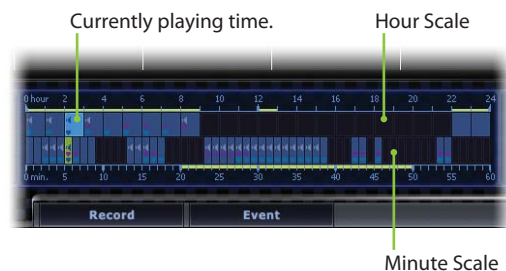 Currently playing time. Hour Scale
0 hour 2 4 6 8 10 12 14 16 18 20 22 24
0 min. 5 10 15 20 25 30 35 40 45 50 55 60
Record Event
Minute Scale